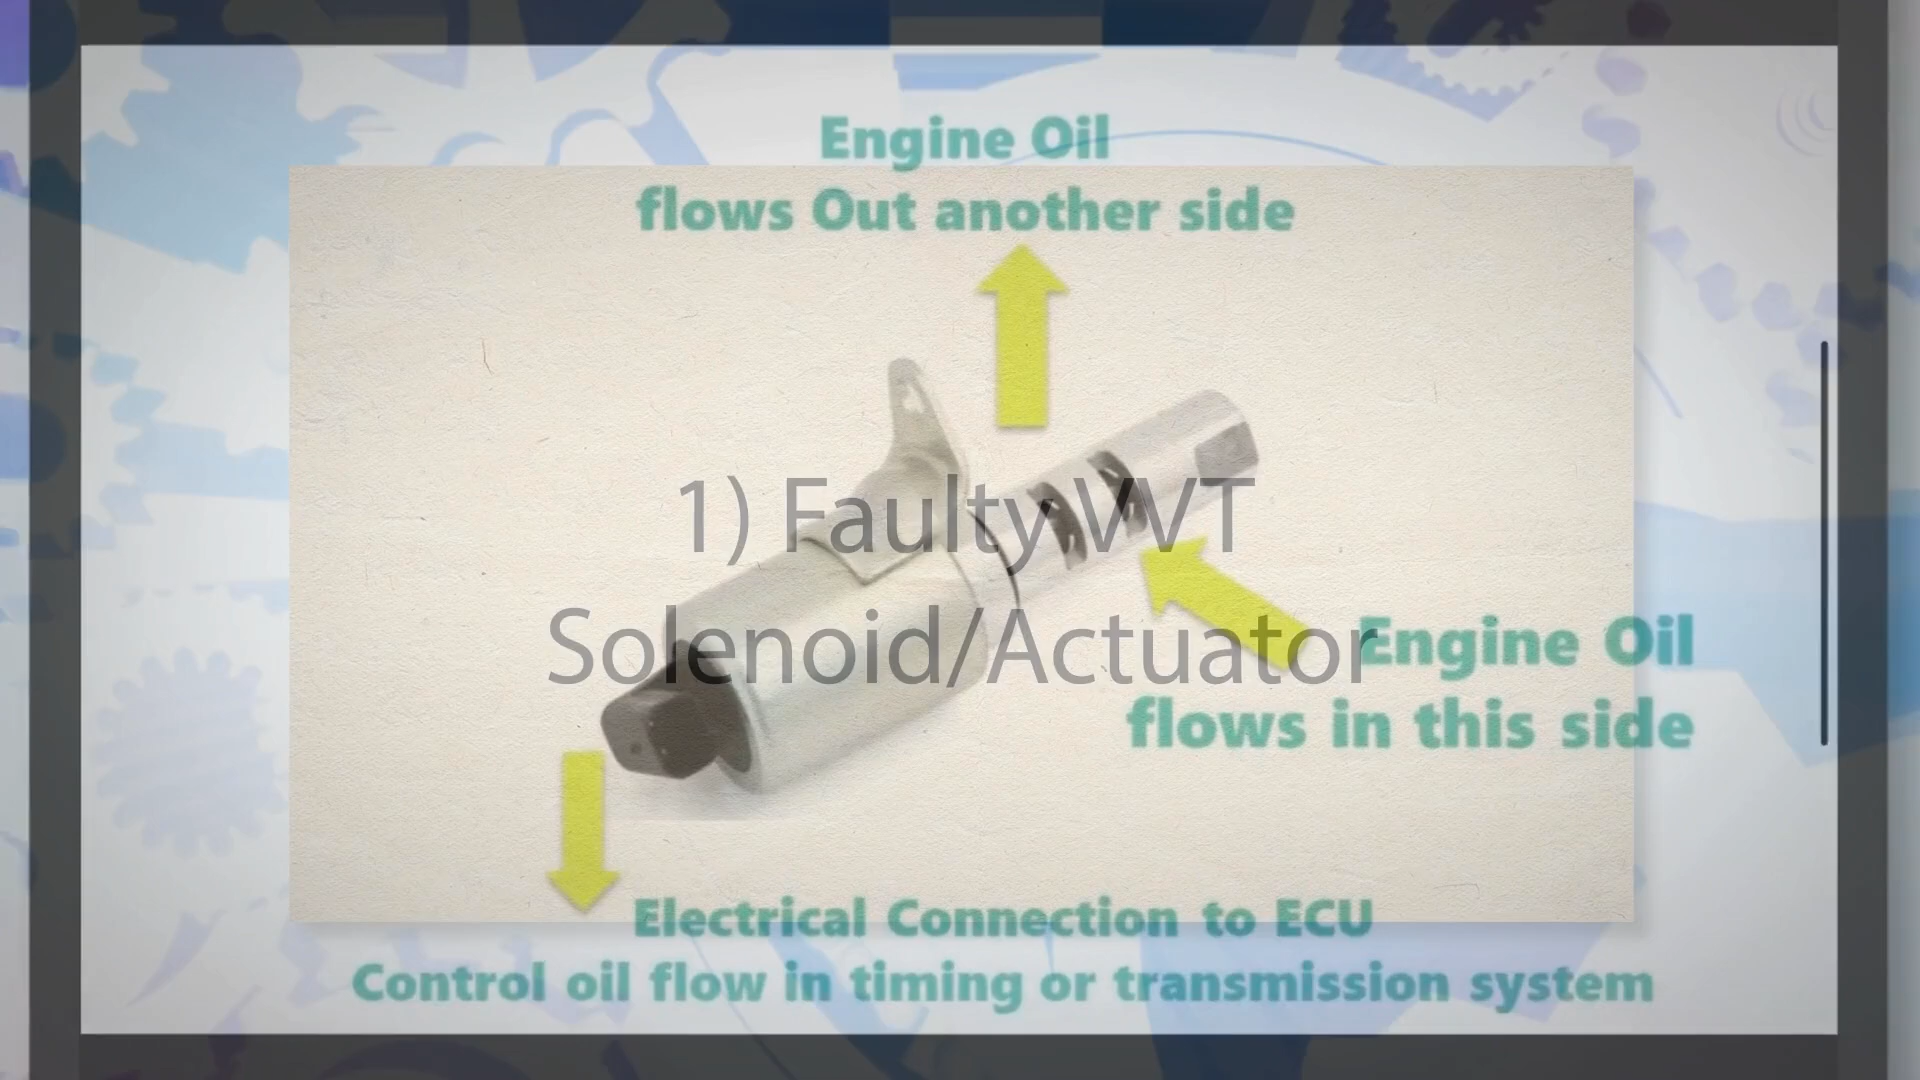 Engine Oil
flows Out another side
1) Faulty VVT
Solenoid/Actuator
Engine Oil
flows in this side
Electrical Connection to ECU
Control oil flow in timing or transmission system